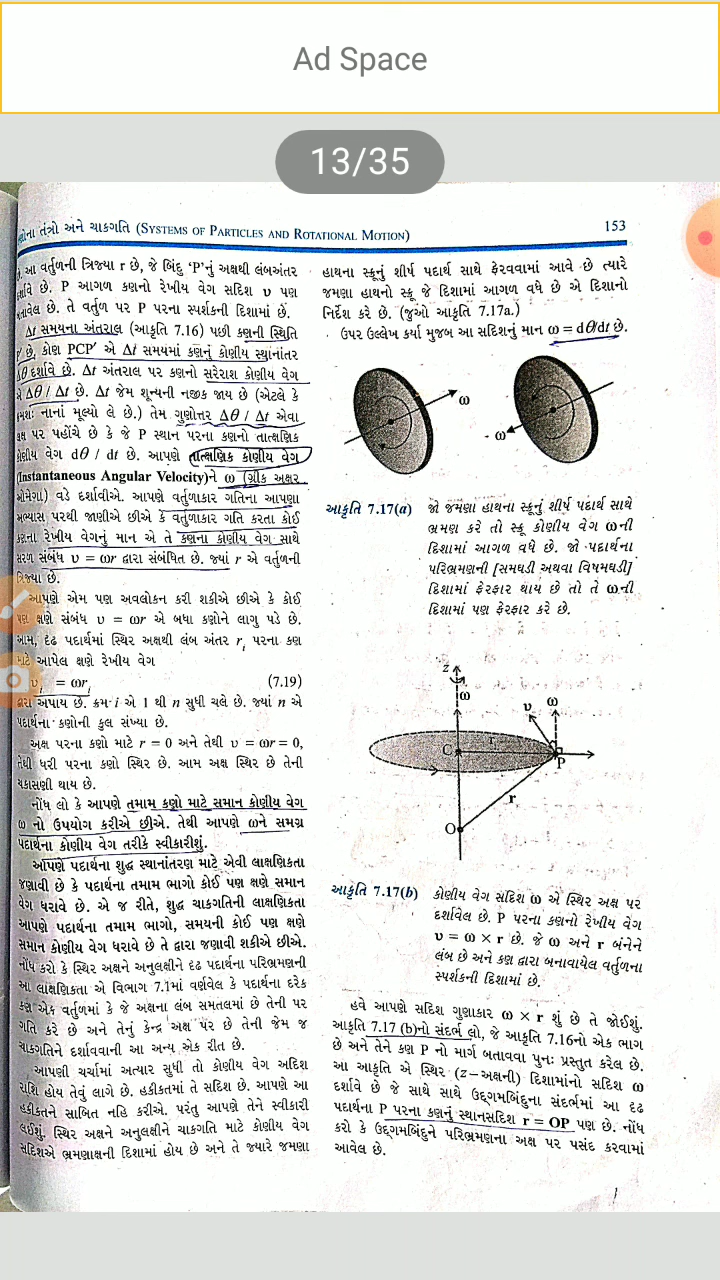 Ad Space
13/35
તંત્રો અને ચાકગતિ (SYSTEMS OF PARTICLES AND ROTATIONAL MOTION)
153
આ વર્તુળની ત્રિજ્યા r છે, જે બિંદુ ‘P’નું અક્ષથી લંબઅંતર
છે. P આગળ કણનો રેખીય વેગ સદિશ υ પણ
છે. તે વર્તુળ પર P પરના સ્પર્શકની દિશામાં છે.
Δt સમયના અંતરાલ (આકૃતિ 7.16) પછી કણની સ્થિતિ
છે, કોણ PCP′ એ Δt સમયમાં કણનું કોણીય સ્થાનાંતર
Δθ દર્શાવે છે. Δt અંતરાલ પર કણનો સરેરાશ કોણીય વેગ
Δθ / Δt છે. Δt જેમ શૂન્યની નજીક જાય છે (એટલે કે
નાનાં મૂલ્યો લે છે.) તેમ ગુણોત્તર Δθ / Δt એવા
પર પહોંચે છે કે જે P સ્થાન પરના કણનો તાત્ક્ષણિક
કોણીય વેગ dθ / dt છે. આપણે તાત્ક્ષણિક કોણીય વેગ
(Instantaneous Angular Velocity)ને ω (ગ્રીક અક્ષર
ઓમેગા) વડે દર્શાવીએ. આપણે વર્તુળાકાર ગતિના આપણા
અભ્યાસ પરથી જાણીએ છીએ કે વર્તુળાકાર ગતિ કરતા કોઈ
કણના રેખીય વેગનું માન એ તે કણના કોણીય વેગ સાથે
સરળ સંબંધ υ = ωr દ્વારા સંબંધિત છે. જ્યાં r એ વર્તુળની
ત્રિજ્યા છે.
આપણે એમ પણ અવલોકન કરી શકીએ છીએ કે કોઈ
પણ ક્ષણે સંબંધ υ = ωr એ બધા કણોને લાગુ પડે છે.
આમ, દૃઢ પદાર્થમાં સ્થિર અક્ષથી લંબ અંતર rᵢ પરના કણ
માટે આપેલ ક્ષણે રેખીય વેગ
υᵢ = ωrᵢ (7.19)
દ્વારા અપાય છે. ક્રમ i એ 1 થી n સુધી ચલે છે. જ્યાં n એ
પદાર્થના કણોની કુલ સંખ્યા છે.
અક્ષ પરના કણો માટે r = 0 અને તેથી υ = ωr = 0,
તેથી ધરી પરના કણો સ્થિર છે. આમ અક્ષ સ્થિર છે તેની
ચકાસણી થાય છે.
નોંધ લો કે આપણે તમામ કણો માટે સમાન કોણીય વેગ
ω નો ઉપયોગ કરીએ છીએ. તેથી આપણે ωને સમગ્ર
પદાર્થના કોણીય વેગ તરીકે સ્વીકારીશું.
આપણે પદાર્થના શુદ્ધ સ્થાનાંતરણ માટે એવી લાક્ષણિકતા
જણાવી છે કે પદાર્થના તમામ ભાગો કોઈ પણ ક્ષણે સમાન
વેગ ધરાવે છે. એ જ રીતે, શુદ્ધ ચાકગતિની લાક્ષણિકતા
આપણે પદાર્થના તમામ ભાગો, સમયની કોઈ પણ ક્ષણે
સમાન કોણીય વેગ ધરાવે છે તે દ્વારા જણાવી શકીએ છીએ.
નોંધ કરો કે સ્થિર અક્ષને અનુલક્ષીને દૃઢ પદાર્થના પરિભ્રમણની
આ લાક્ષણિકતા એ વિભાગ 7.1માં વર્ણવેલ કે પદાર્થના દરેક
કણ એક વર્તુળમાં કે જે અક્ષના લંબ સમતલમાં છે તેની પર
ગતિ કરે છે અને તેનું કેન્દ્ર અક્ષ પર છે તેની જેમ જ
ચાકગતિને દર્શાવવાની આ અન્ય એક રીત છે.
આપણી ચર્ચામાં અત્યાર સુધી તો કોણીય વેગ અદિશ
રાશિ હોય તેવું લાગે છે. હકીકતમાં તે સદિશ છે. આપણે આ
હકીકતને સાબિત નહિ કરીએ. પરંતુ આપણે તેને સ્વીકારી
લઈશું. સ્થિર અક્ષને અનુલક્ષીને ચાકગતિ માટે કોણીય વેગ
સદિશએ ભ્રમણાક્ષની દિશામાં હોય છે અને તે જ્યારે જમણા
હાથના સ્ક્રૂનું શીર્ષ પદાર્થ સાથે ફેરવવામાં આવે છે ત્યારે
જમણા હાથનો સ્ક્રૂ જે દિશામાં આગળ વધે છે એ દિશાનો
નિર્દેશ કરે છે. (જુઓ આકૃતિ 7.17a.)
ઉપર ઉલ્લેખ કર્યા મુજબ આ સદિશનું માન ω = dθ/dt છે.
ω
ω
આકૃતિ 7.17(a) જો જમણા હાથના સ્ક્રૂનું શીર્ષ પદાર્થ સાથે
ભ્રમણ કરે તો સ્ક્રૂ કોણીય વેગ ωની
દિશામાં આગળ વધે છે. જો પદાર્થના
પરિભ્રમણની [સમઘડી અથવા વિષમઘડી]
દિશામાં ફેરફાર થાય છે તો તે ωની
દિશામાં પણ ફેરફાર કરે છે.
z
ω
υ
ω
C
r
P
r
O
આકૃતિ 7.17(b) કોણીય વેગ સદિશ ω એ સ્થિર અક્ષ પર
દર્શાવેલ છે. P પરના કણનો રેખીય વેગ
υ = ω × r છે. જે ω અને r બંનેને
લંબ છે અને કણ દ્વારા બનાવાયેલ વર્તુળના
સ્પર્શકની દિશામાં છે.
હવે આપણે સદિશ ગુણાકાર ω × r શું છે તે જોઈશું.
આકૃતિ 7.17 (b)નો સંદર્ભ લો, જે આકૃતિ 7.16નો એક ભાગ
છે અને તેને કણ P નો માર્ગ બતાવવા પુનઃ પ્રસ્તુત કરેલ છે.
આ આકૃતિ એ સ્થિર (z–અક્ષની) દિશામાંનો સદિશ ω
દર્શાવે છે જે સાથે સાથે ઉદ્ગમબિંદુના સંદર્ભમાં આ દૃઢ
પદાર્થના P પરના કણનું સ્થાનસદિશ r = OP પણ છે. નોંધ
કરો કે ઉદ્ગમબિંદુને પરિભ્રમણના અક્ષ પર પસંદ કરવામાં
આવેલ છે.